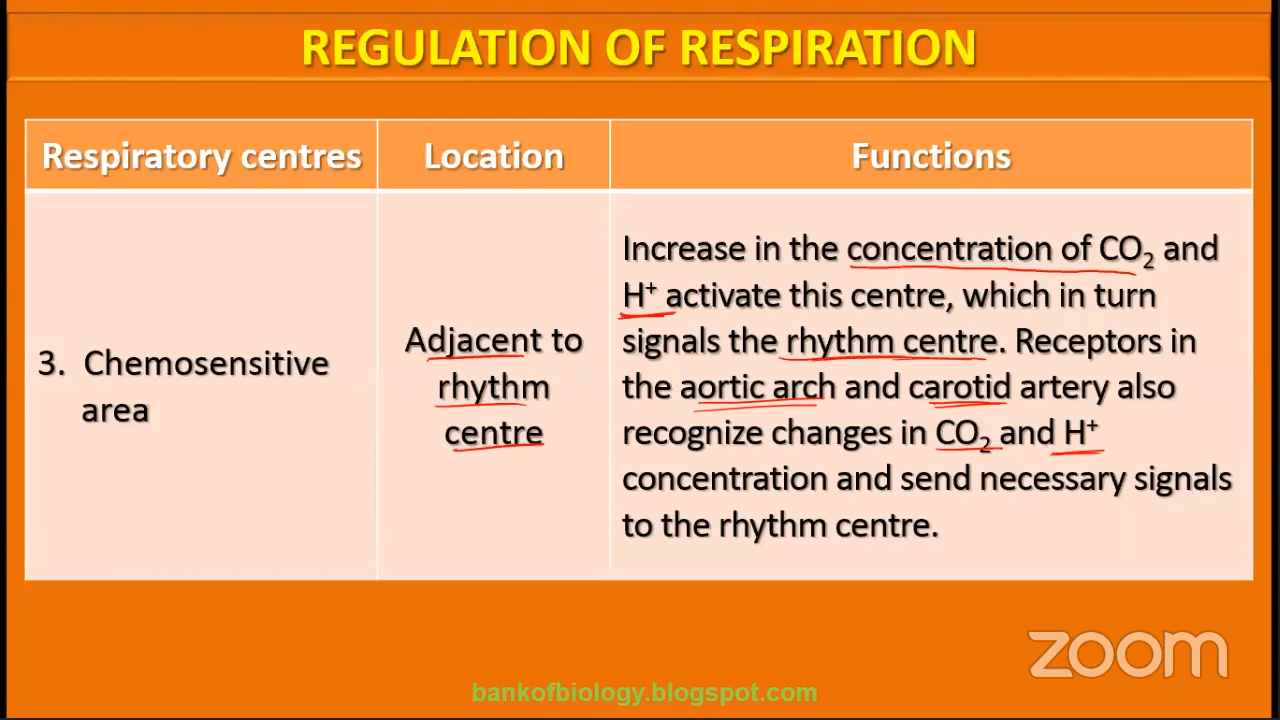 REGULATION OF RESPIRATION
Respiratory centres
Location
Functions
3. Chemosensitive
area
Adjacent to
rhythm
centre
Increase in the concentration of CO₂ and
H⁺ activate this centre, which in turn
signals the rhythm centre. Receptors in
the aortic arch and carotid artery also
recognize changes in CO₂ and H⁺
concentration and send necessary signals
to the rhythm centre.
zoom
bankofbiology.blogspot.com